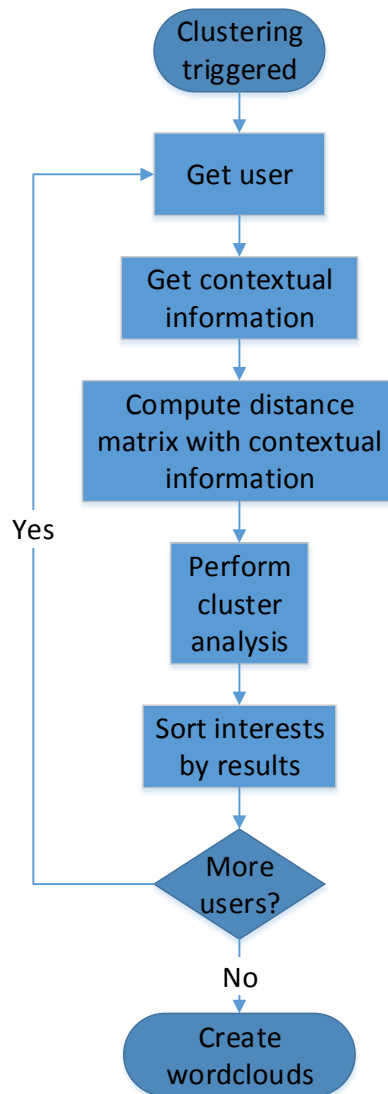 Clustering
triggered
Get user
Get contextual
information
Compute distance
matrix with contextual
information
Yes
Perform
cluster
analysis
Sort interests
by results
More
users?
No
Create
wordclouds